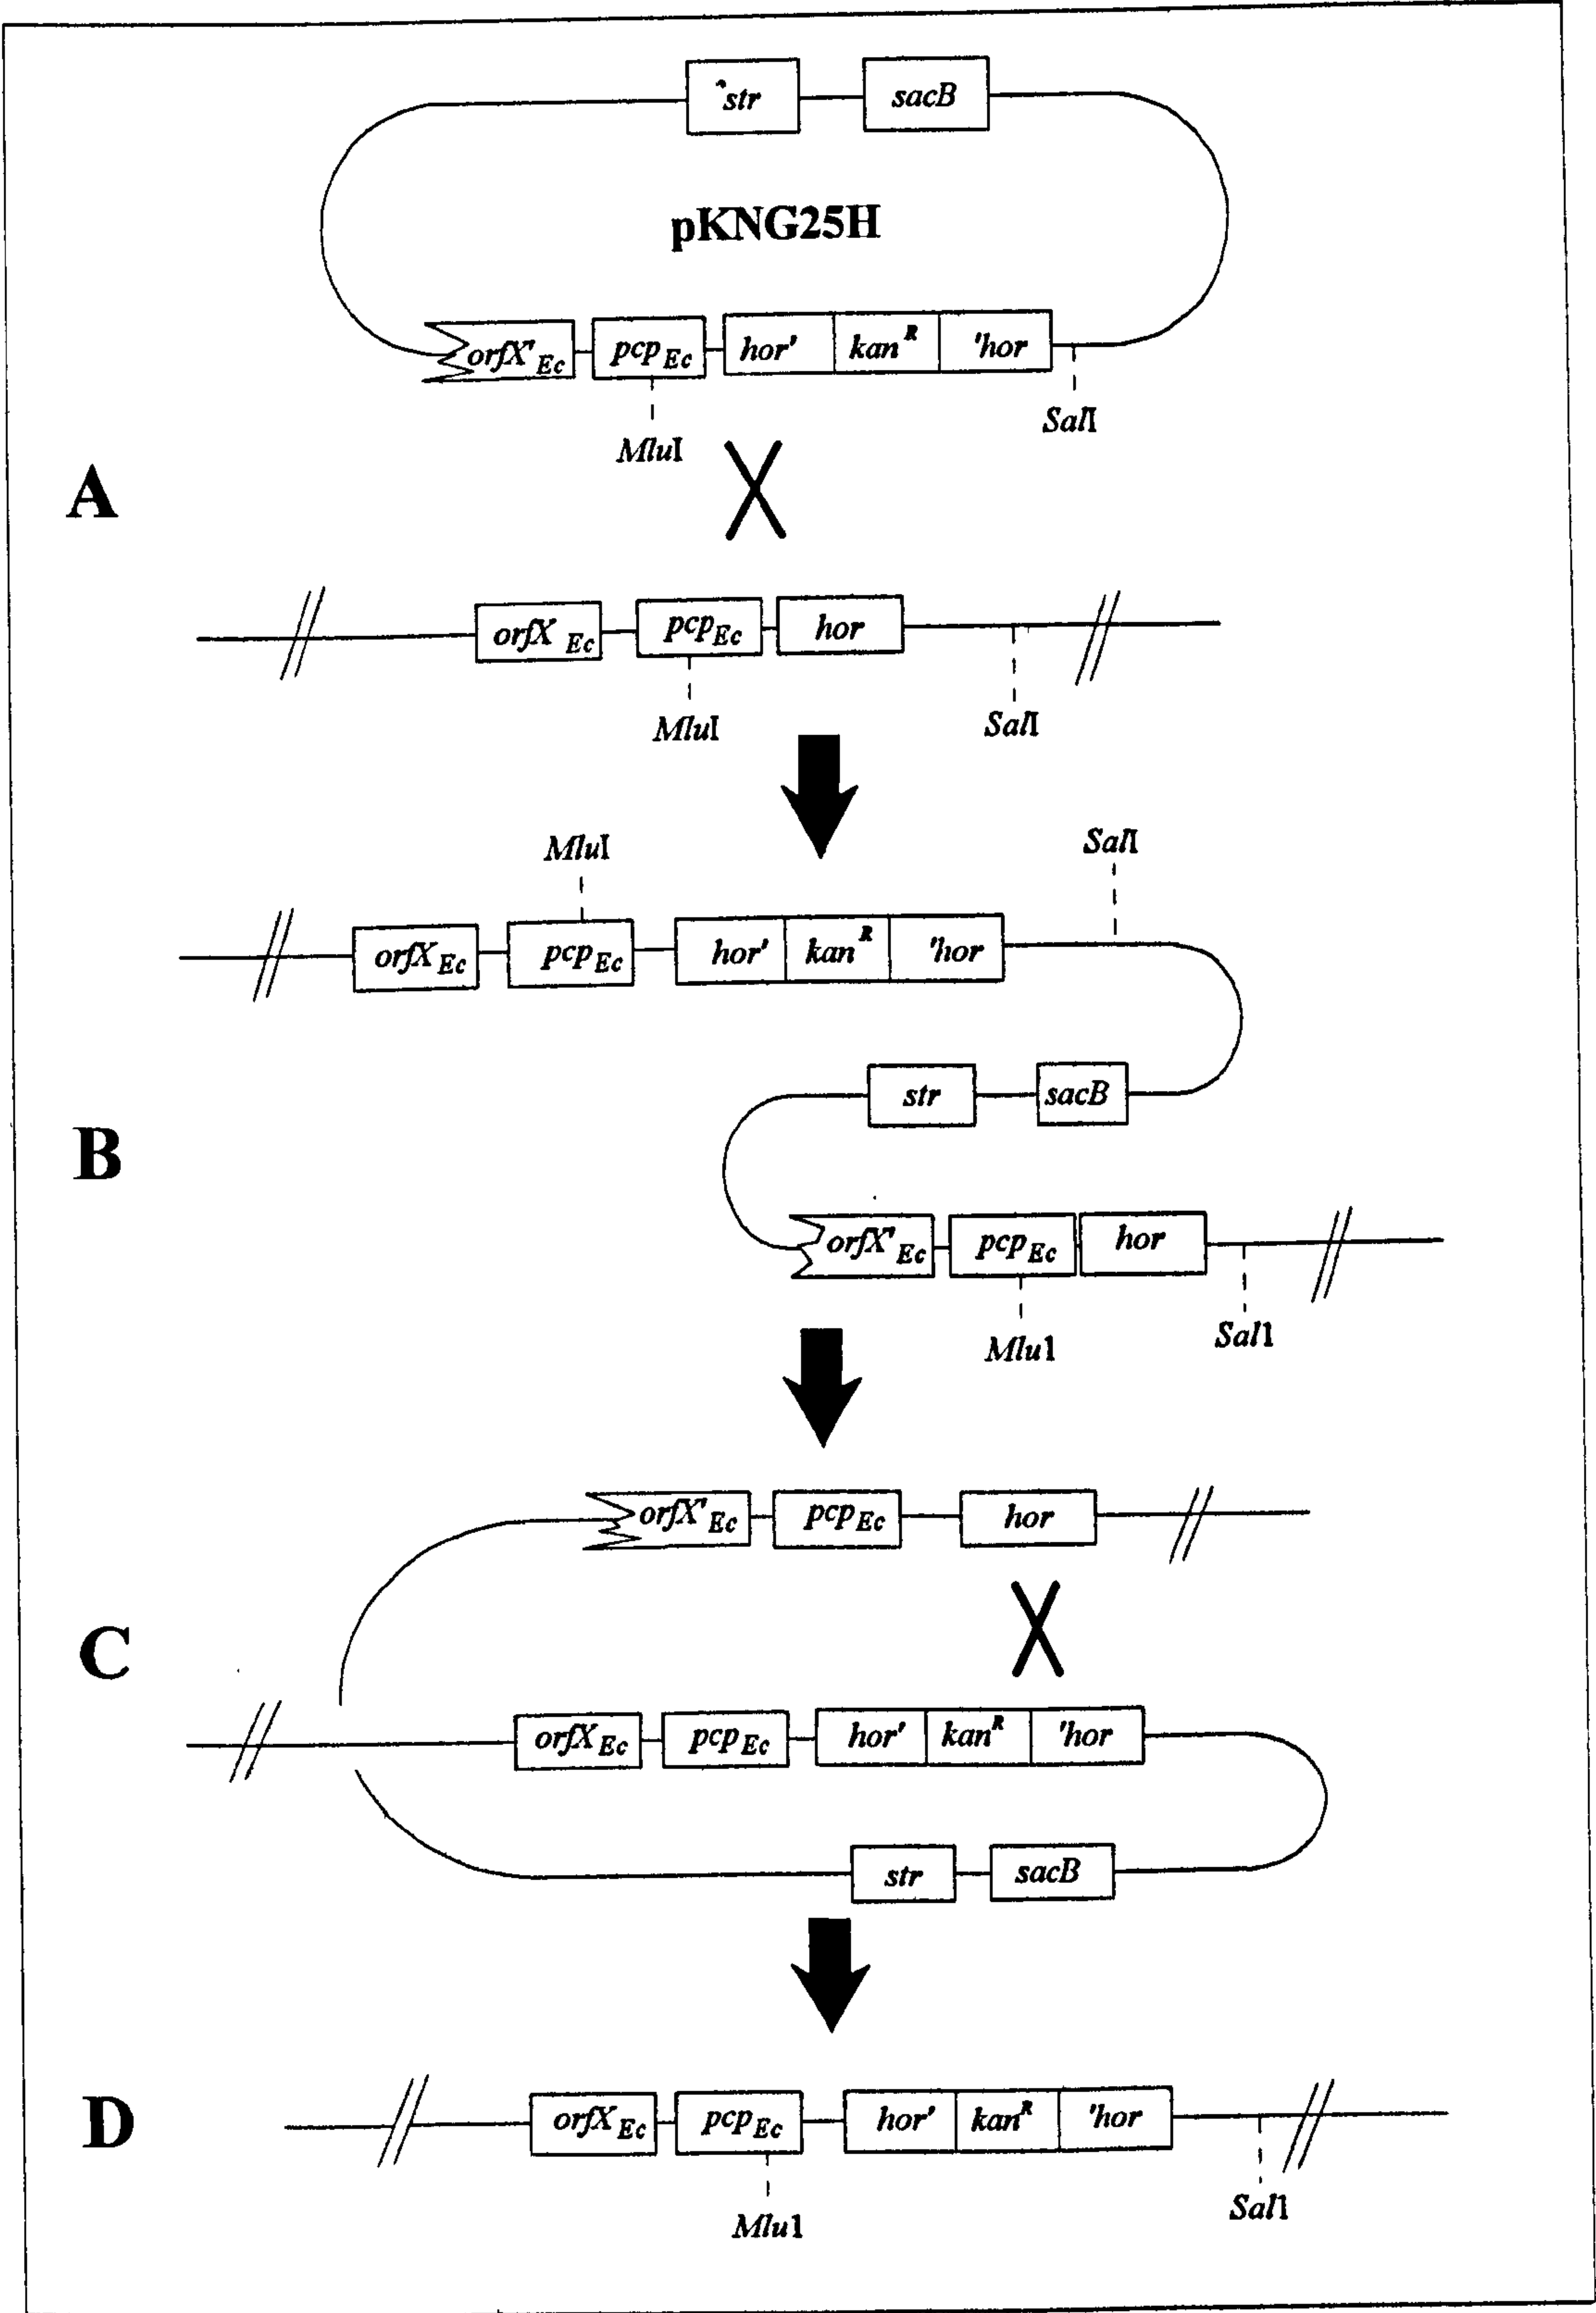 str sacB
pKNG25H
orfX'Ec pcpEc hor' kanR 'hor
MluI SalI
A
orfX Ec pcpEc hor
MluI SalI
MluI SalI
orfXEc pcpEc hor' kanR 'hor
str sacB
B
orfX'Ec pcpEc hor
Mlu1 Sal1
orfX'Ec pcpEc hor
C
orfXEc pcpEc hor' kanR 'hor
str sacB
D
orfXEc pcpEc hor' kanR 'hor
Mlu1 Sal1